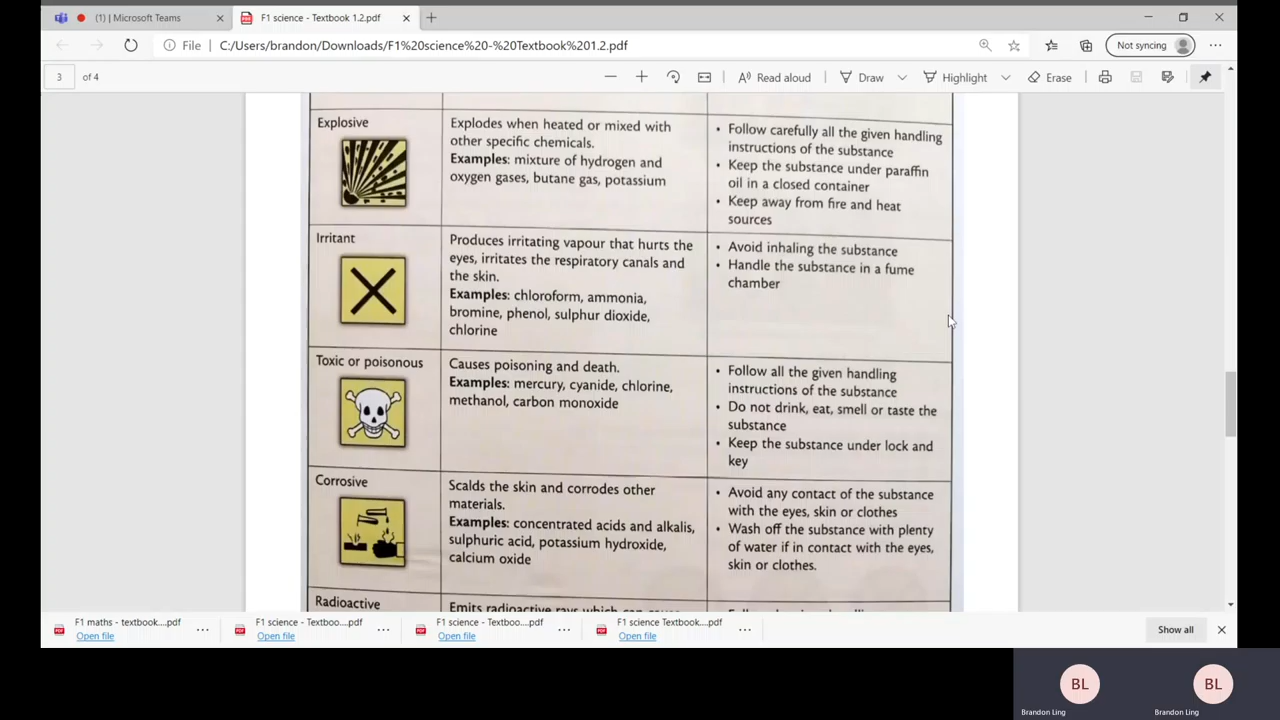 (1) | Microsoft Teams
F1 science - Textbook 1.2.pdf
File
C:/Users/brandon/Downloads/F1%20science%20-%20Textbook%201.2.pdf
Not syncing
3 of 4
Read aloud
Draw
Highlight
Erase
Explosive
Explodes when heated or mixed with
other specific chemicals.
Examples: mixture of hydrogen and
oxygen gases, butane gas, potassium
• Follow carefully all the given handling
instructions of the substance
• Keep the substance under paraffin
oil in a closed container
• Keep away from fire and heat
sources
Irritant
Produces irritating vapour that hurts the
eyes, irritates the respiratory canals and
the skin.
Examples: chloroform, ammonia,
bromine, phenol, sulphur dioxide,
chlorine
• Avoid inhaling the substance
• Handle the substance in a fume
chamber
Toxic or poisonous
Causes poisoning and death.
Examples: mercury, cyanide, chlorine,
methanol, carbon monoxide
• Follow all the given handling
instructions of the substance
• Do not drink, eat, smell or taste the
substance
• Keep the substance under lock and
key
Corrosive
Scalds the skin and corrodes other
materials.
Examples: concentrated acids and alkalis,
sulphuric acid, potassium hydroxide,
calcium oxide
• Avoid any contact of the substance
with the eyes, skin or clothes
• Wash off the substance with plenty
of water if in contact with the eyes,
skin or clothes.
Radioactive
Emits radioactive rays which can
F1 maths - textbook....pdf
Open file
F1 science - Textboo....pdf
Open file
F1 science - Textboo....pdf
Open file
F1 science Textbook....pdf
Open file
Show all
BL
Brandon Ling
BL
Brandon Ling